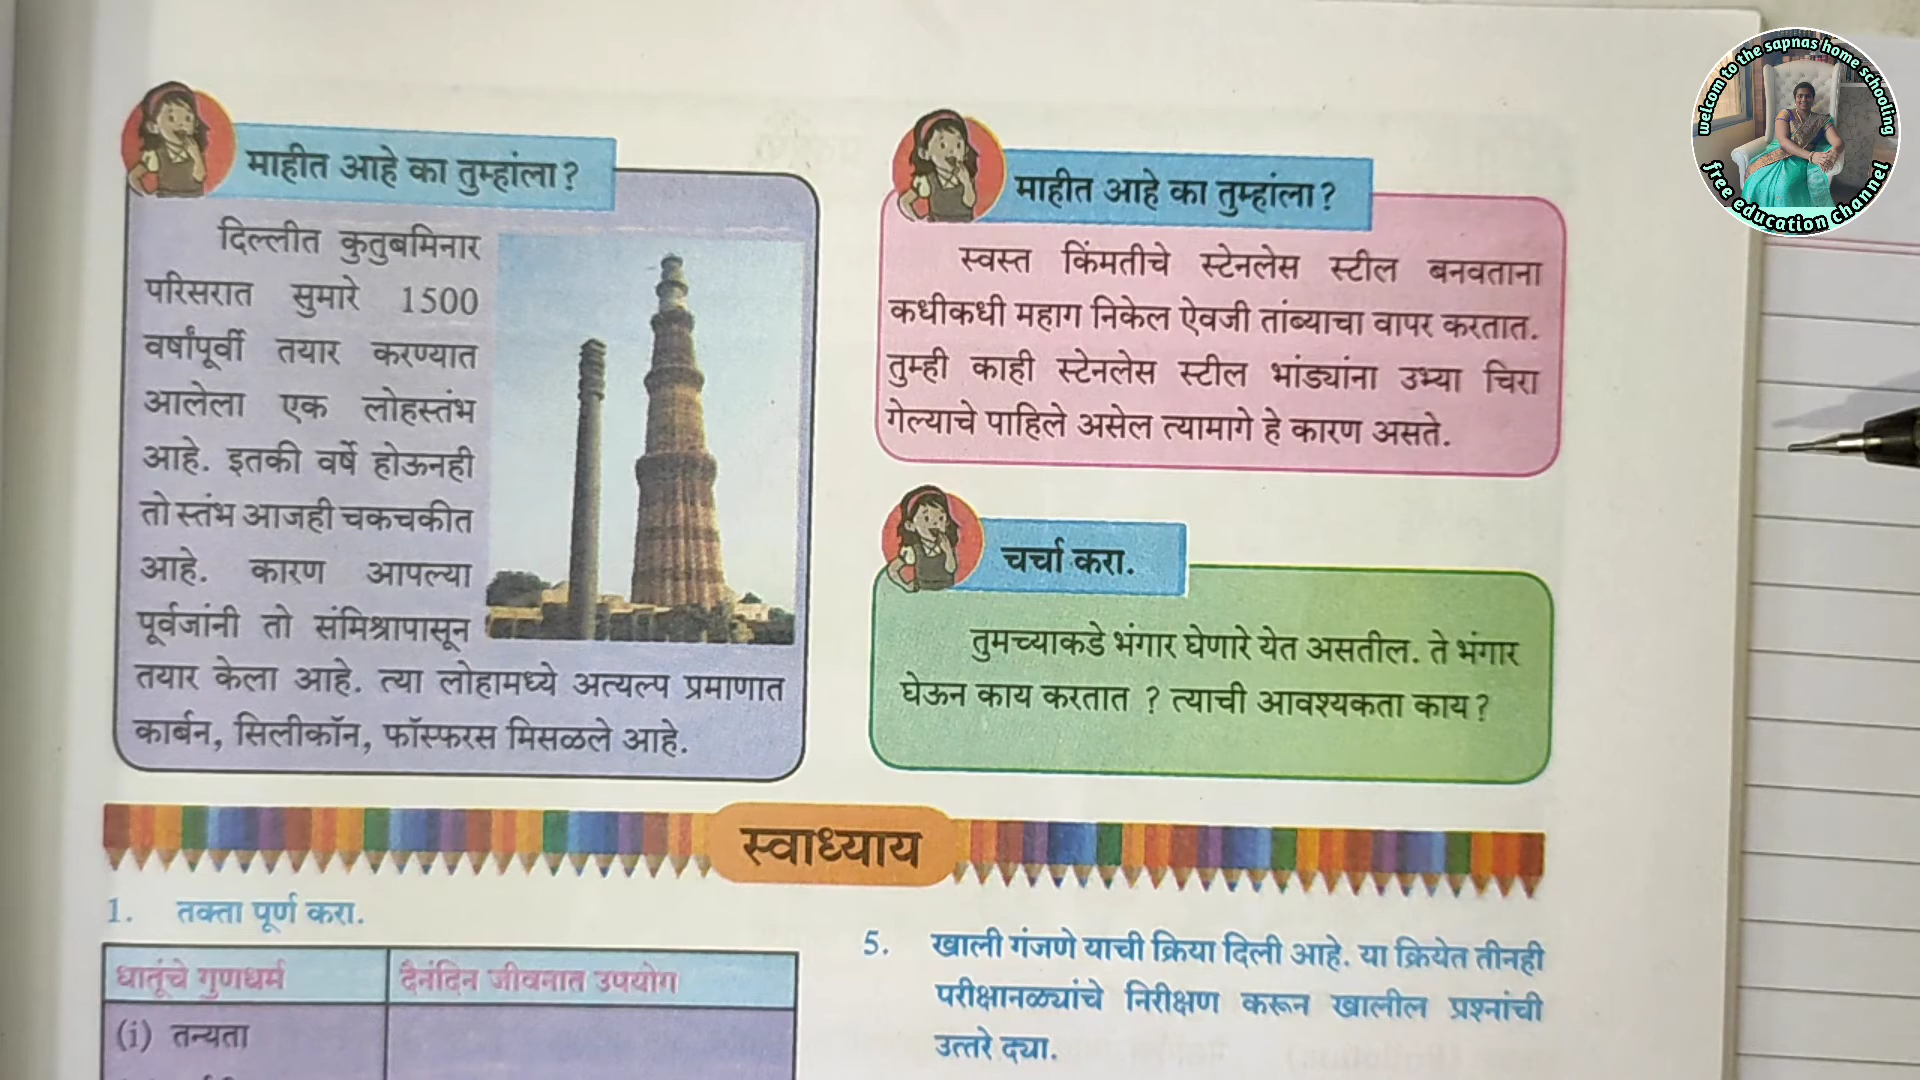 माहीत आहे का तुम्हांला?
दिल्लीत कुतुबमिनार
परिसरात सुमारे 1500
वर्षांपूर्वी तयार करण्यात
आलेला एक लोहस्तंभ
आहे. इतकी वर्षे होऊनही
तो स्तंभ आजही चकचकीत
आहे. कारण आपल्या
पूर्वजांनी तो संमिश्रापासून
तयार केला आहे. त्या लोहामध्ये अत्यल्प प्रमाणात
कार्बन, सिलीकॉन, फॉस्फरस मिसळले आहे.
माहीत आहे का तुम्हांला?
स्वस्त किंमतीचे स्टेनलेस स्टील बनवताना
कधीकधी महाग निकेल ऐवजी तांब्याचा वापर करतात.
तुम्ही काही स्टेनलेस स्टील भांड्यांना उभ्या चिरा
गेल्याचे पाहिले असेल त्यामागे हे कारण असते.
चर्चा करा.
तुमच्याकडे भंगार घेणारे येत असतील. ते भंगार
घेऊन काय करतात ? त्याची आवश्यकता काय?
स्वाध्याय
1. तक्ता पूर्ण करा.
धातूंचे गुणधर्म दैनंदिन जीवनात उपयोग
(i) तन्यता
5. खाली गंजणे याची क्रिया दिली आहे. या क्रियेत तीनही
परीक्षानळ्यांचे निरीक्षण करून खालील प्रश्नांची
उत्तरे द्या.
welcom to the sapnas home schooling
free education channel